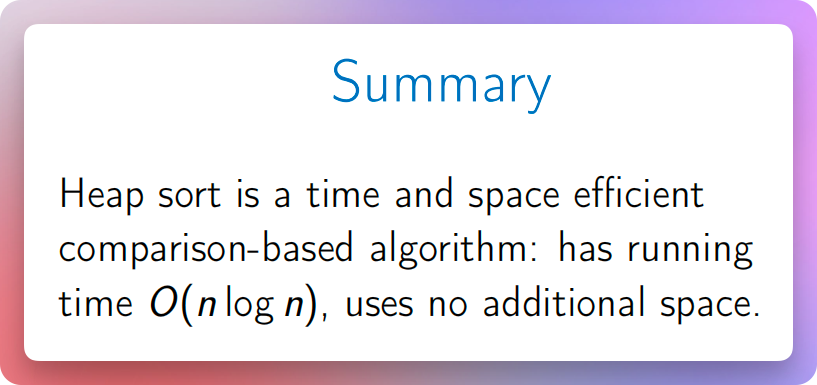 Summary
Heap sort is a time and space efficient
comparison-based algorithm: has running
time O(n log n), uses no additional space.